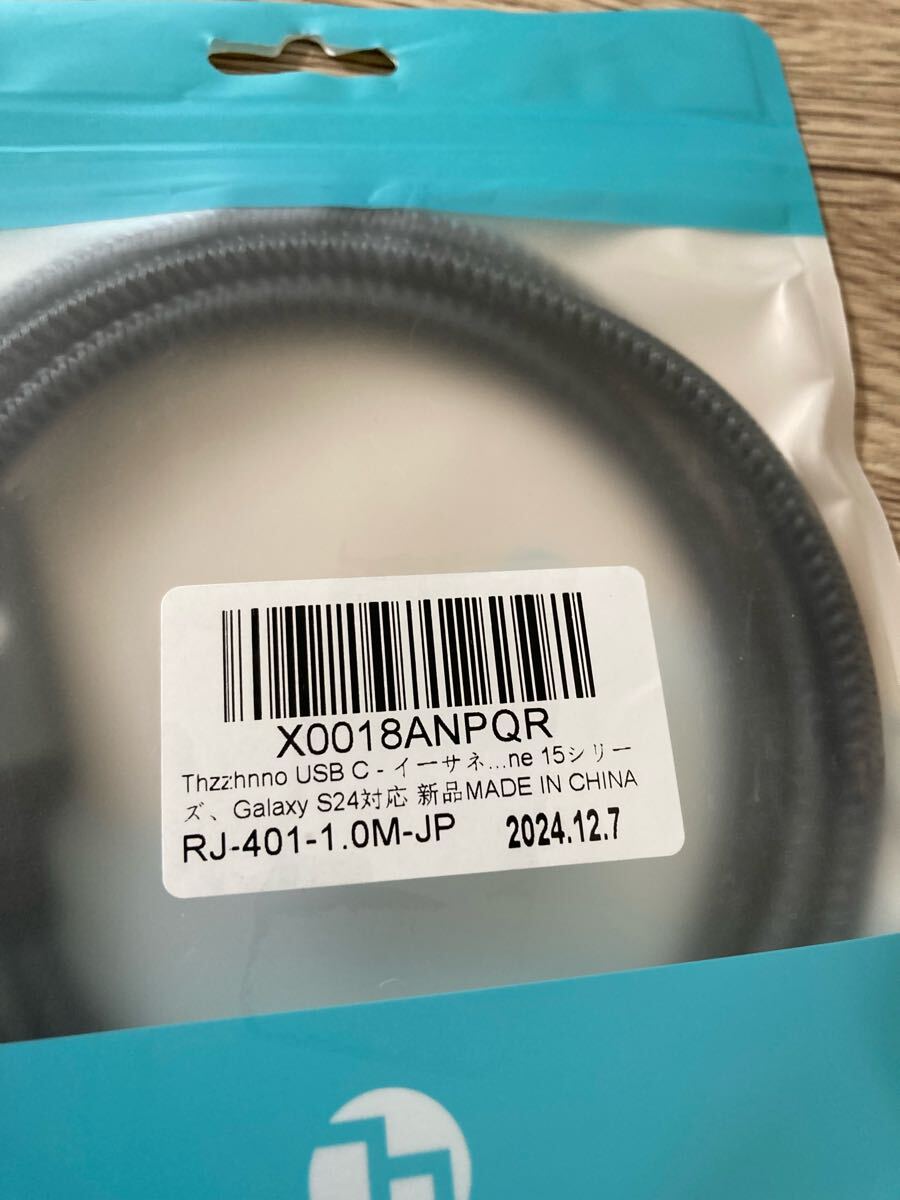 X0018ANPQR
Thzzhnno USB C - イーサネ...ne 15シリー
ズ、Galaxy S24対応 新品MADE IN CHINA
RJ-401-1.0M-JP 2024.12.7